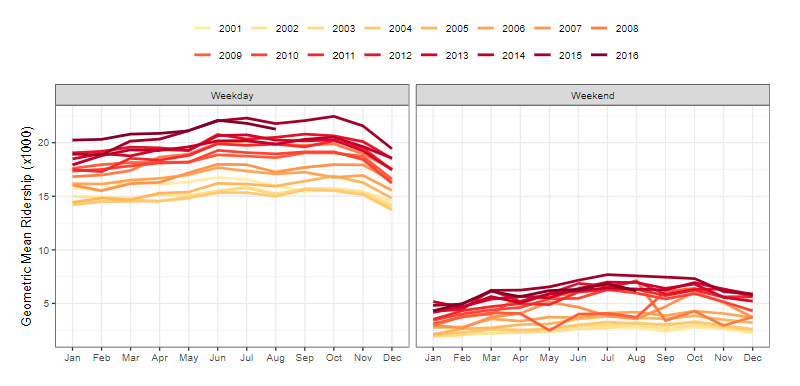 2001 2002 2003 2004 2005 2006 2007 2008
2009 2010 2011 2012 2013 2014 2015 2016
Weekday Weekend
Geometric Mean Ridership (x1000)
20
15
10
5
Jan Feb Mar Apr May Jun Jul Aug Sep Oct Nov Dec Jan Feb Mar Apr May Jun Jul Aug Sep Oct Nov Dec